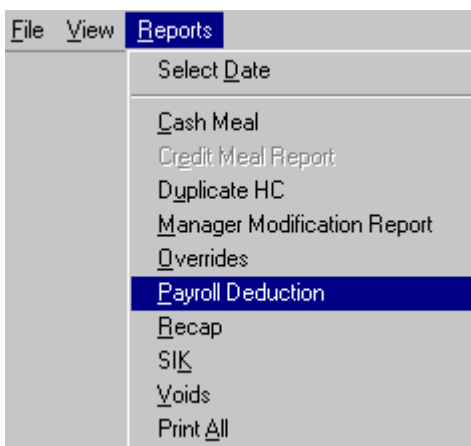 File View Reports
Select Date
Cash Meal
Credit Meal Report
Duplicate HC
Manager Modification Report
Overrides
Payroll Deduction
Recap
SIK
Voids
Print All